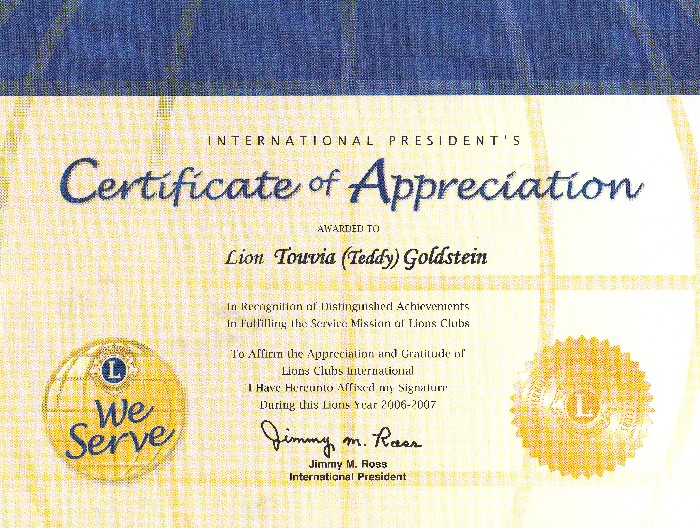 INTERNATIONAL PRESIDENT'S
Certificate of Appreciation
AWARDED TO
Lion Touvia (Teddy) Goldstein
In Recognition of Distinguished Achievements
In Fulfilling the Service Mission of Lions Clubs
To Affirm the Appreciation and Gratitude of
Lions Clubs International
I Have Hereunto Affixed my Signature
During this Lions Year 2006-2007
L
We
Serve
L
Jimmy M. Ross
Jimmy M. Ross
International President